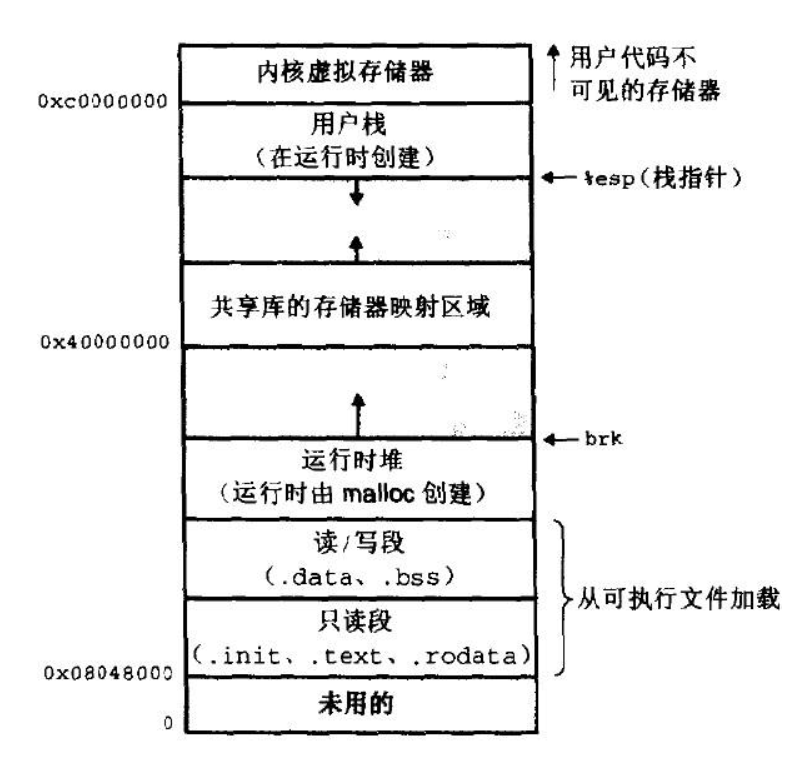 内核虚拟存储器
用户代码不
可见的存储器
0xc0000000
用户栈
（在运行时创建）
%esp(栈指针)
共享库的存储器映射区域
0x40000000
brk
运行时堆
（运行时由 malloc 创建）
读/写段
(.data、.bss)
从可执行文件加载
只读段
(.init、.text、.rodata)
0x08048000
未用的
0